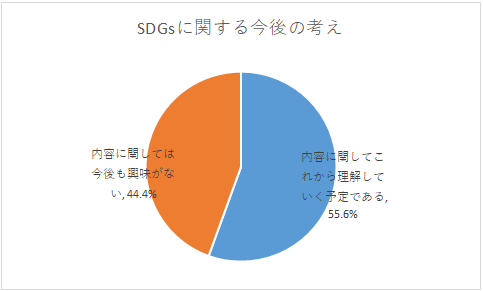 SDGsに関する今後の考え
内容に関しては
今後も興味がな
い, 44.4%
内容に関してこ
れから理解して
いく予定である,
55.6%